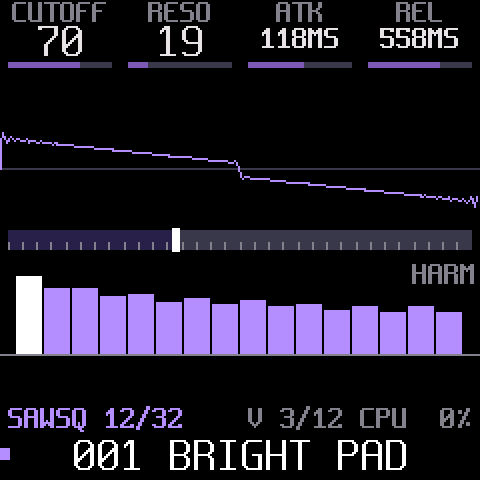 CUTOFF RESO ATK REL
70 19 118MS 558MS
HARM
SAWSQ 12/32 V 3/12 CPU 0%
001 BRIGHT PAD